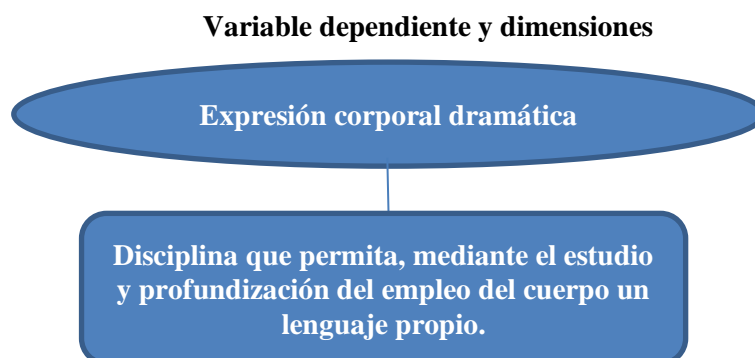 Variable dependiente y dimensiones
Expresión corporal dramática
Disciplina que permita, mediante el estudio
y profundización del empleo del cuerpo un
lenguaje propio.